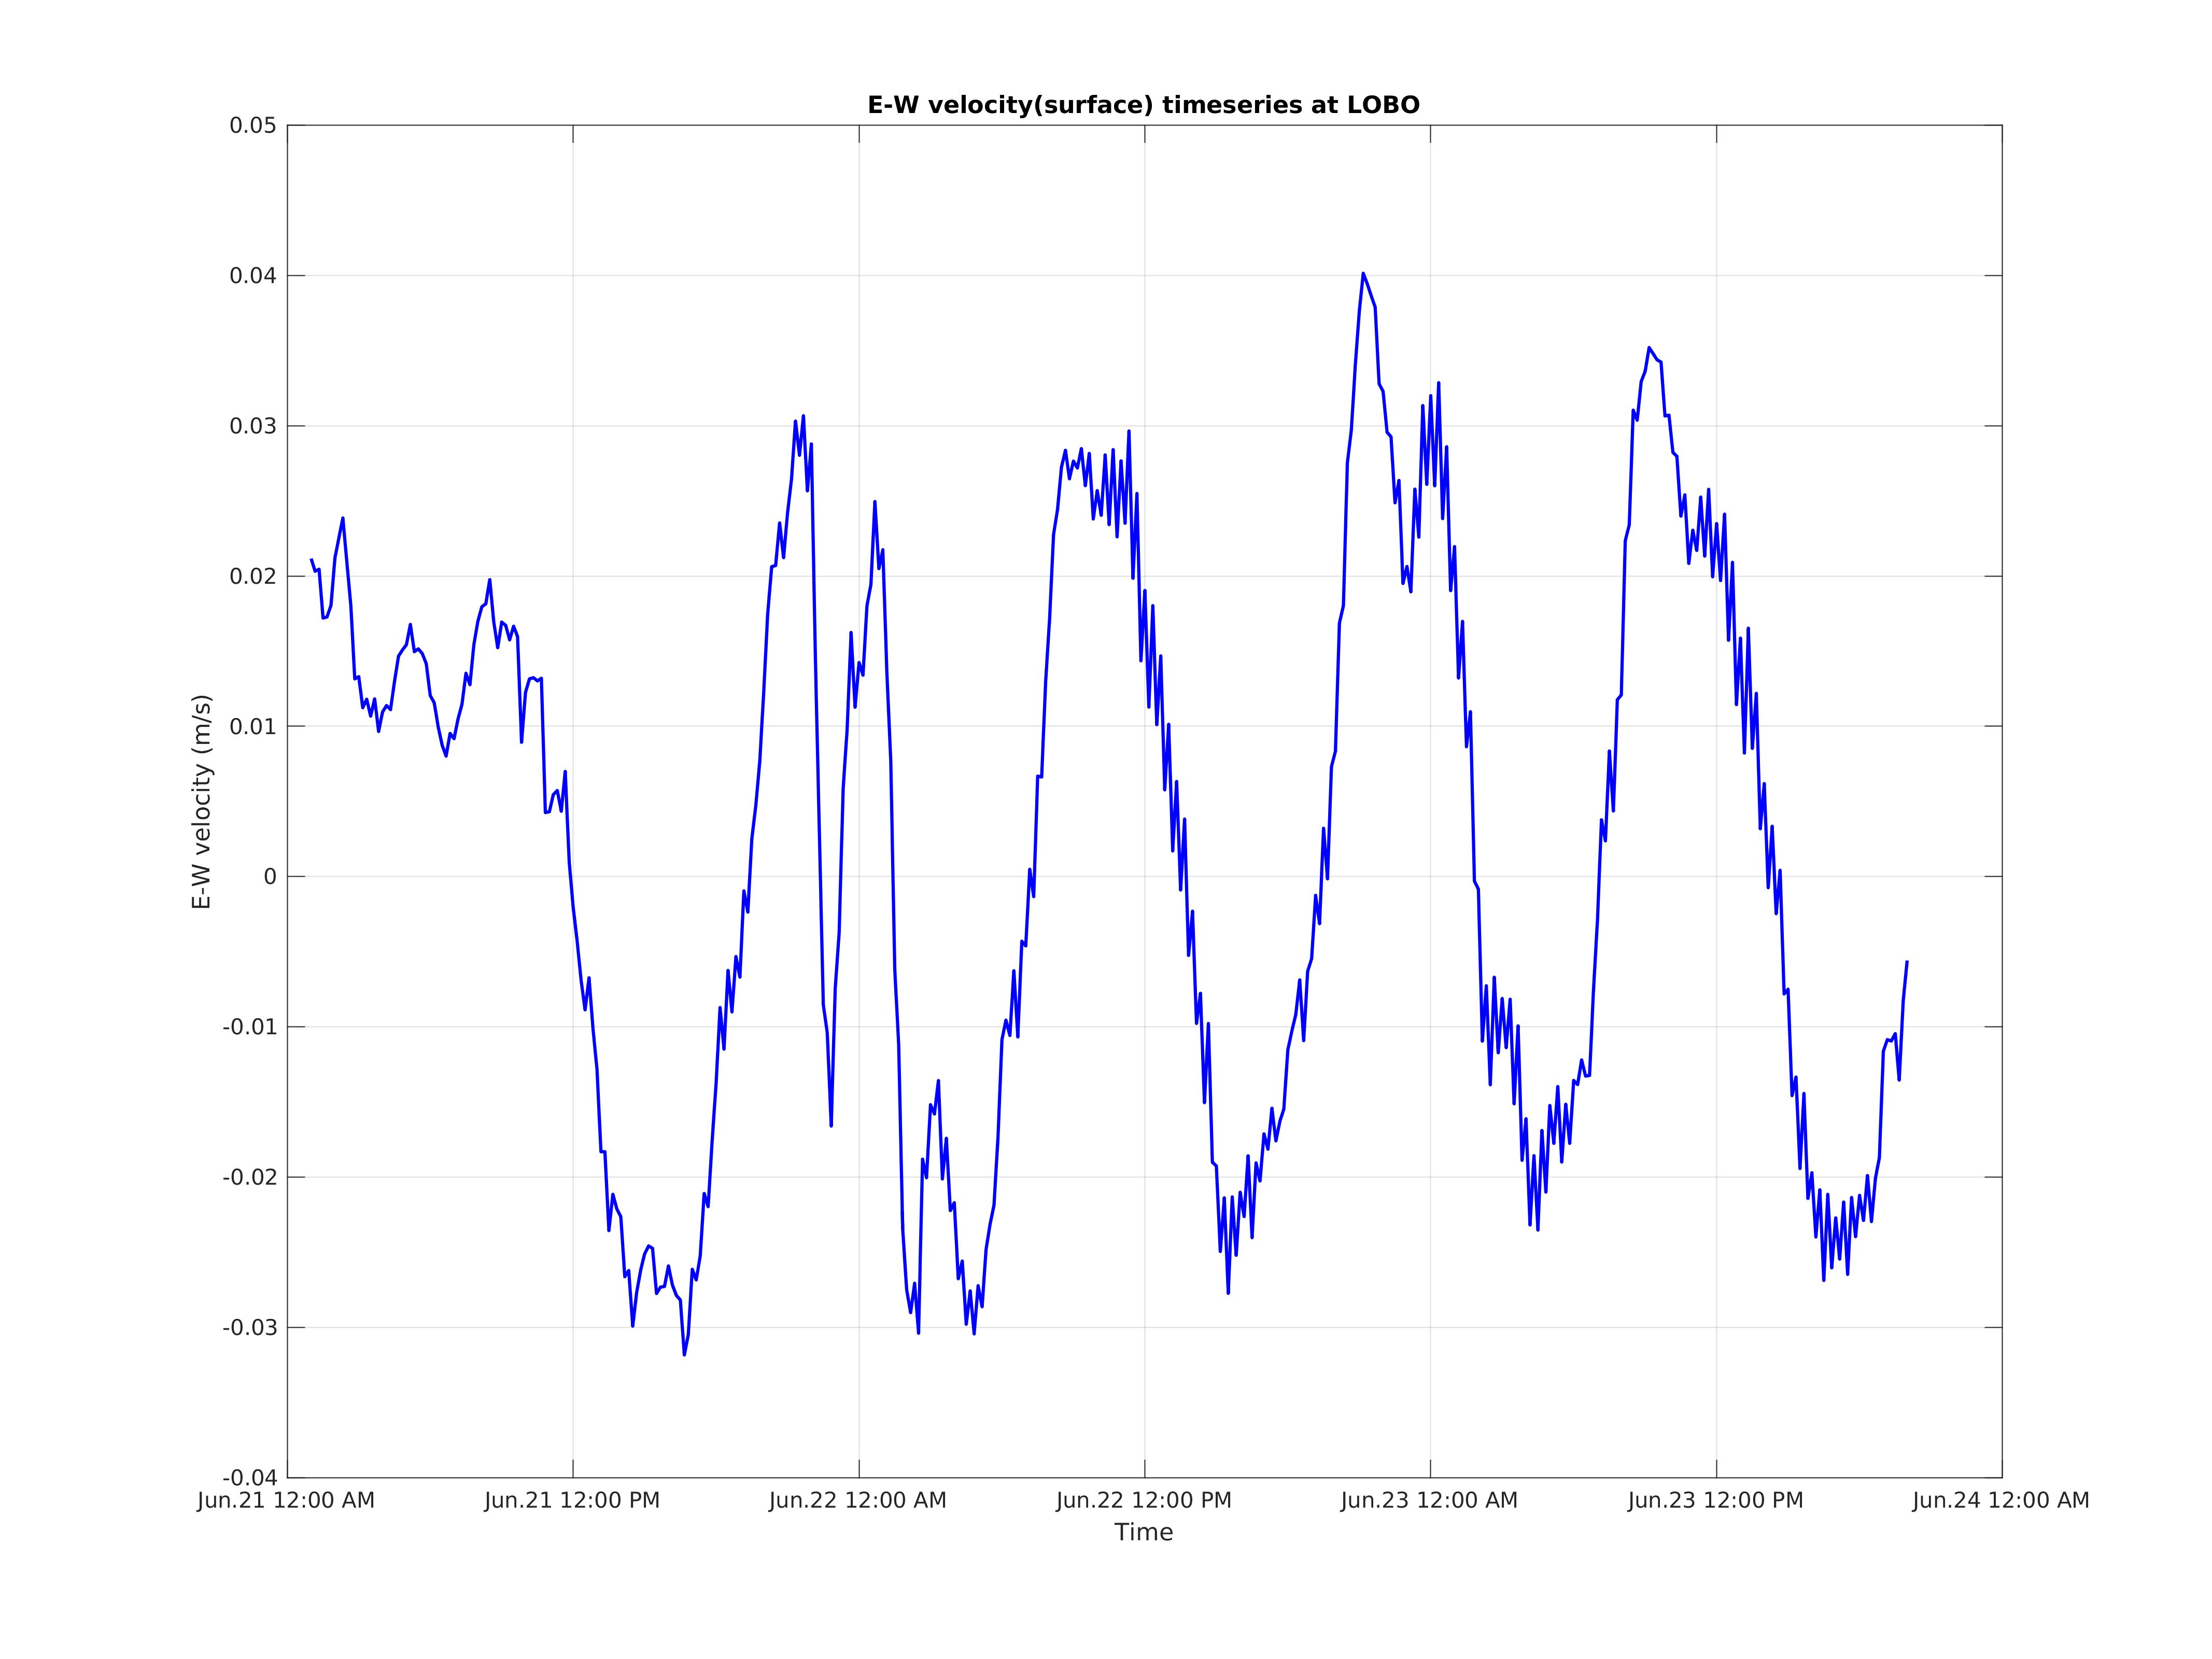 E-W velocity(surface) timeseries at LOBO
0.05
0.04
0.03
0.02
0.01
0
-0.01
-0.02
-0.03
-0.04
E-W velocity (m/s)
Jun.21 12:00 AM
Jun.21 12:00 PM
Jun.22 12:00 AM
Jun.22 12:00 PM
Jun.23 12:00 AM
Jun.23 12:00 PM
Jun.24 12:00 AM
Time